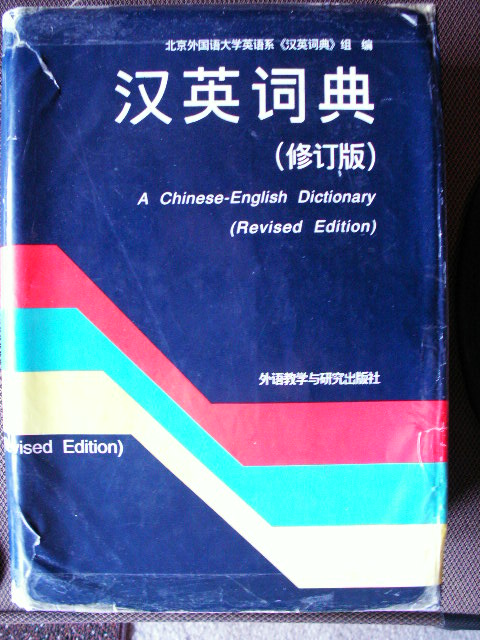 北京外国语大学英语系《汉英词典》组 编
汉英词典
(修订版)
A Chinese-English Dictionary
(Revised Edition)
外语教学与研究出版社
vised Edition)